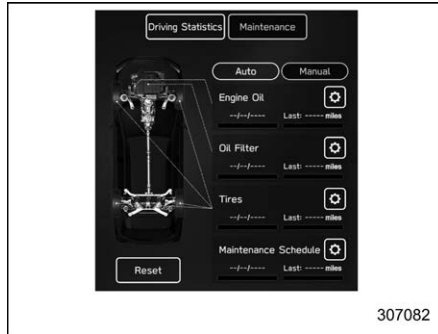 Driving Statistics Maintenance
Auto Manual
Engine Oil
--/--/---- Last: ----- miles
Oil Filter
--/--/---- Last: ----- miles
Tires
--/--/---- Last: ----- miles
Maintenance Schedule
--/--/---- Last: ----- miles
Reset
307082